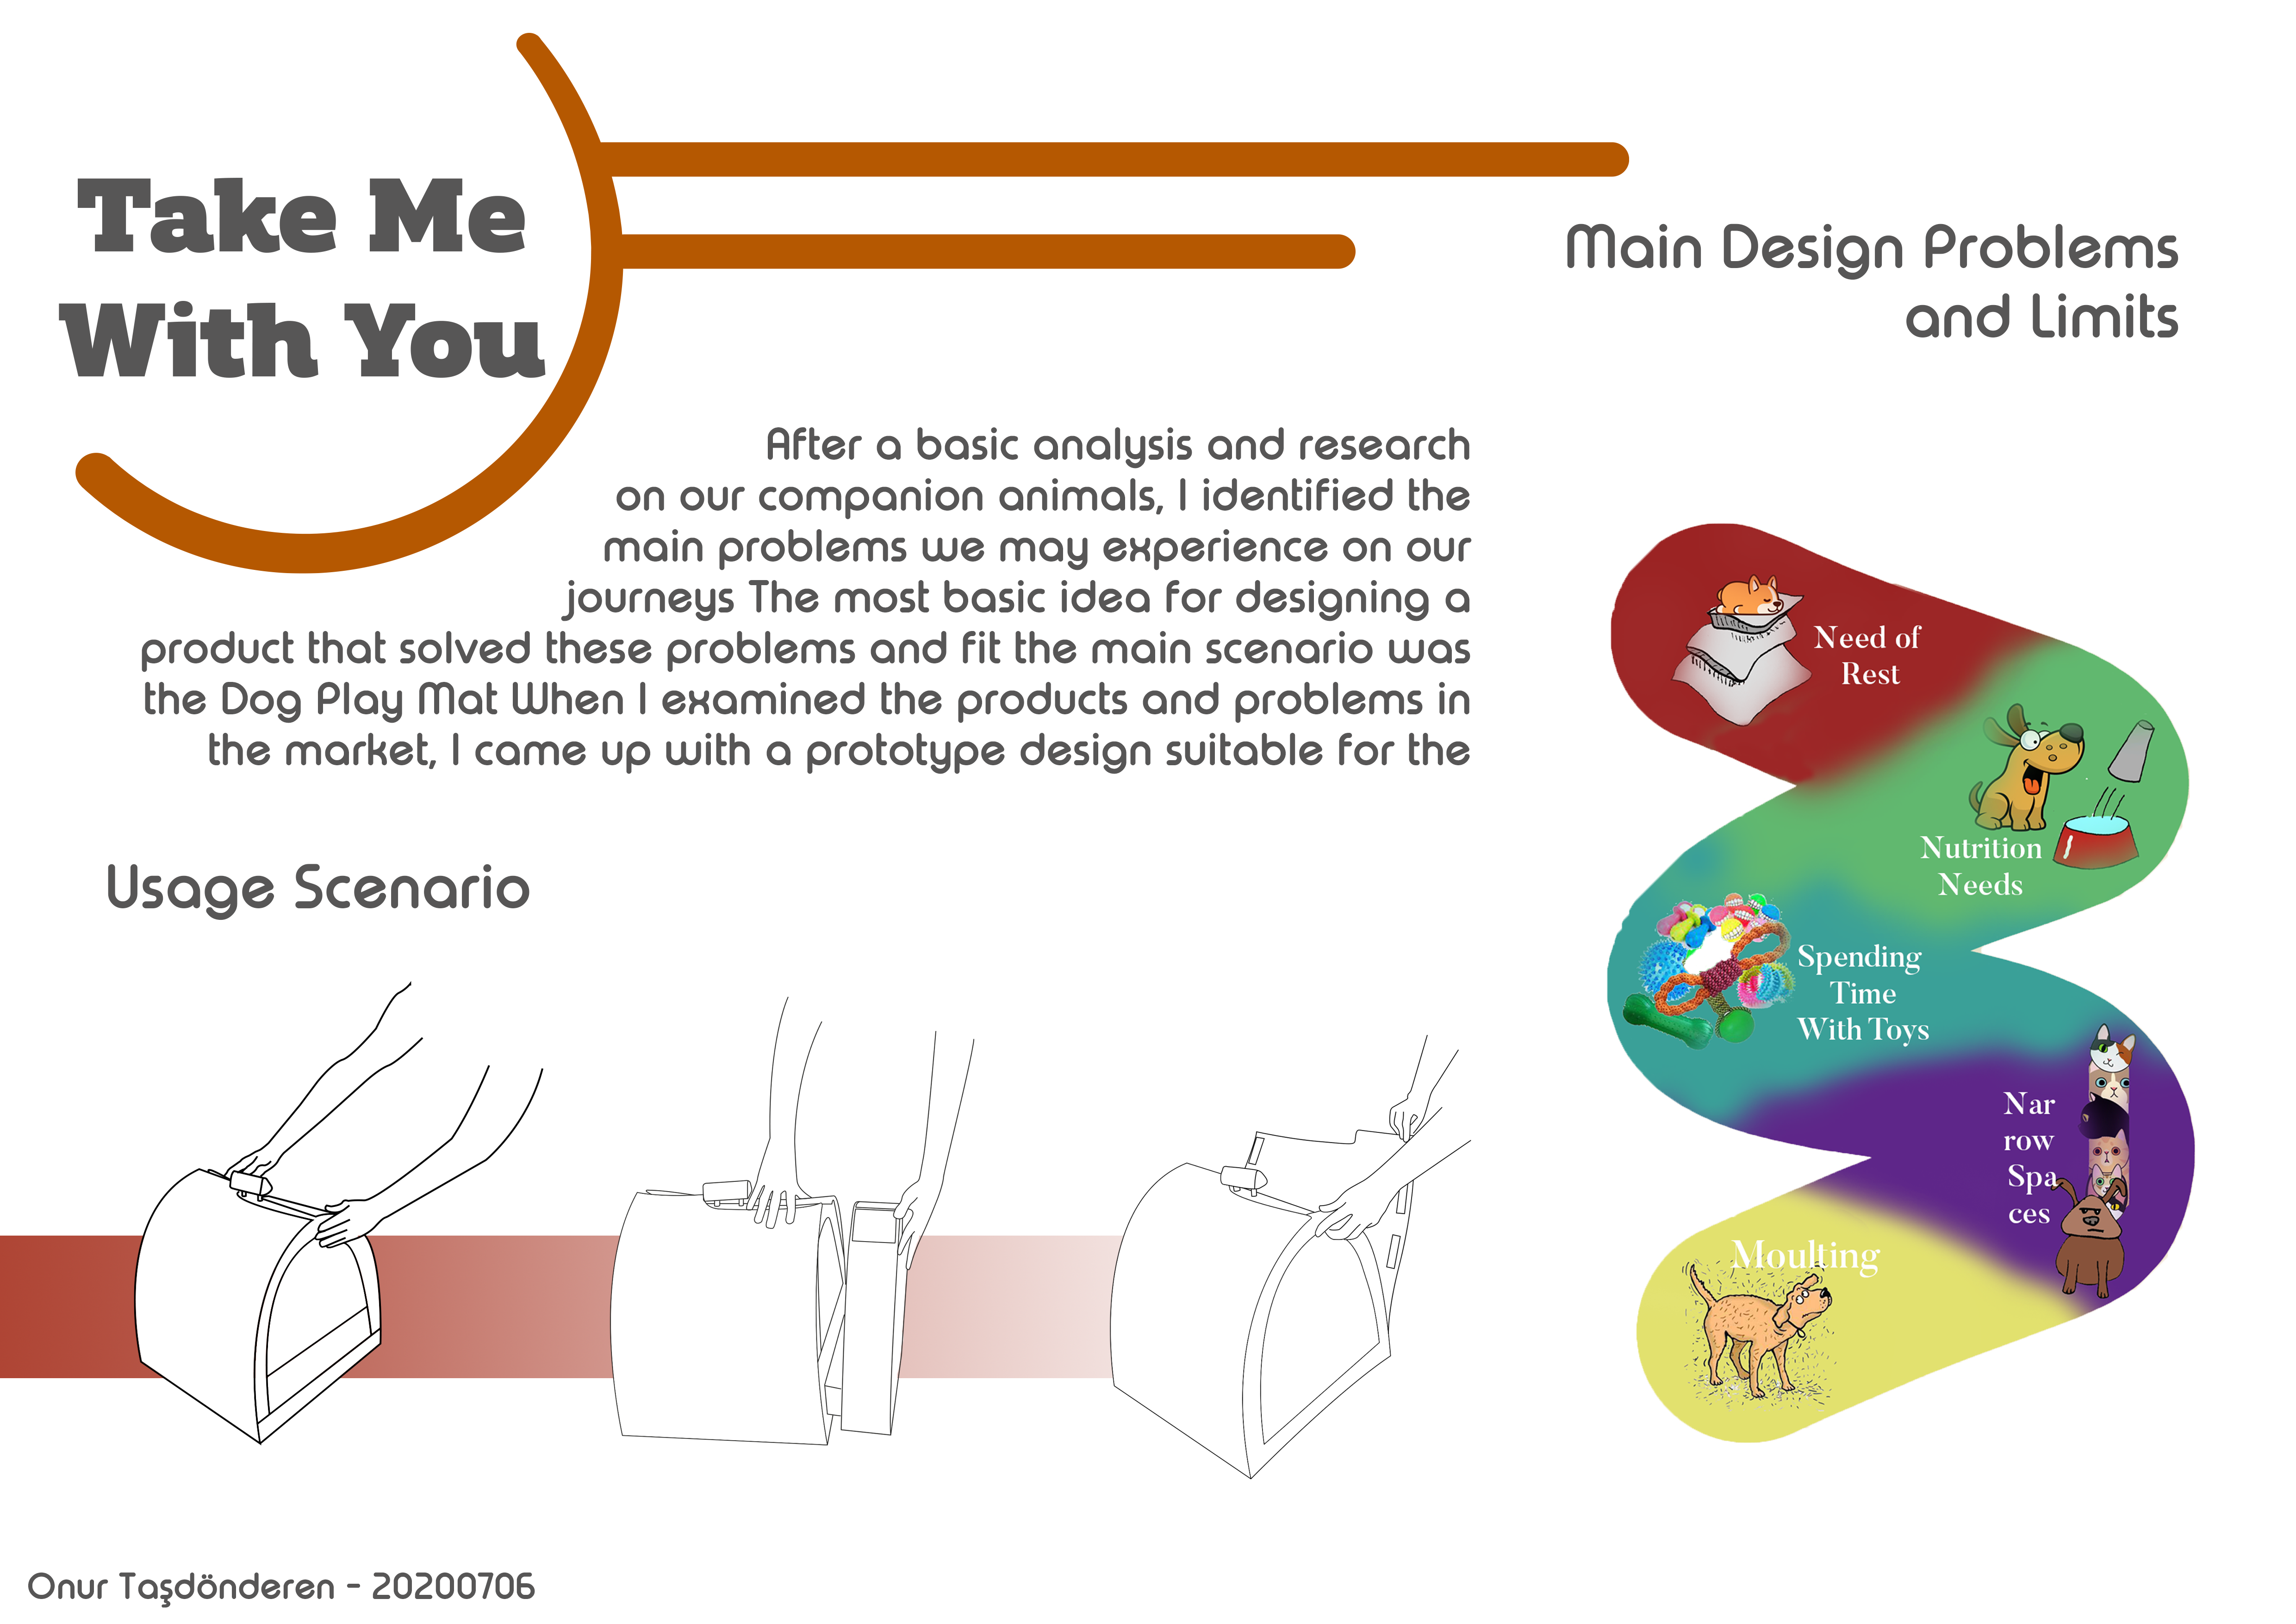 Take Me
With You
Main Design Problems
and Limits
After a basic analysis and research
on our companion animals, I identified the
main problems we may experience on our
journeys The most basic idea for designing a
product that solved these problems and fit the main scenario was
the Dog Play Mat When I examined the products and problems in
the market, I came up with a prototype design suitable for the
Need of
Rest
Nutrition
Needs
Spending
Time
With Toys
Nar
row
Spa
ces
Moulting
Usage Scenario
Onur Taşdönderen - 20200706